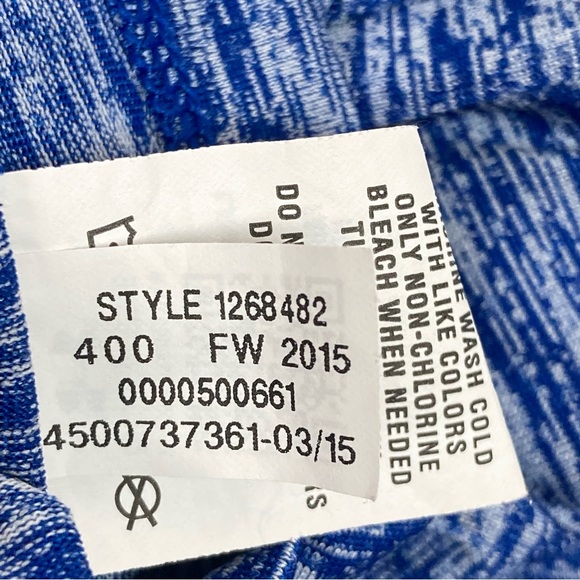 STYLE 1268482
400 FW 2015
0000500661
4500737361-03/15
WASH COLD
WITH LIKE COLORS
ONLY NON-CHLORINE
BLEACH WHEN NEEDED
DO